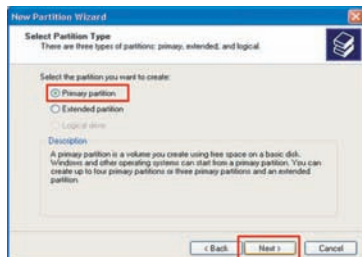 New Partition Wizard
Select Partition Type
There are three types of partitions: primary, extended, and logical.
Select the partition you want to create:
Primary partition
Extended partition
Logical drive
Description
A primary partition is a volume you create using free space on a basic disk.
Windows and other operating systems can start from a primary partition. You can
create up to four primary partitions or three primary partitions and an extended
partition.
< Back
Next >
Cancel